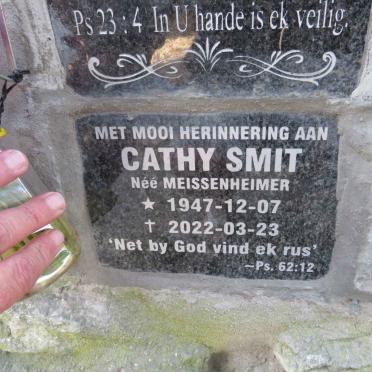 Ps 23 : 4 In U hande is ek veilig.
MET MOOI HERINNERING AAN
CATHY SMIT
Néé MEISSENHEIMER
★ 1947-12-07
✝ 2022-03-23
'Net by God vind ek rus'
~Ps. 62:12